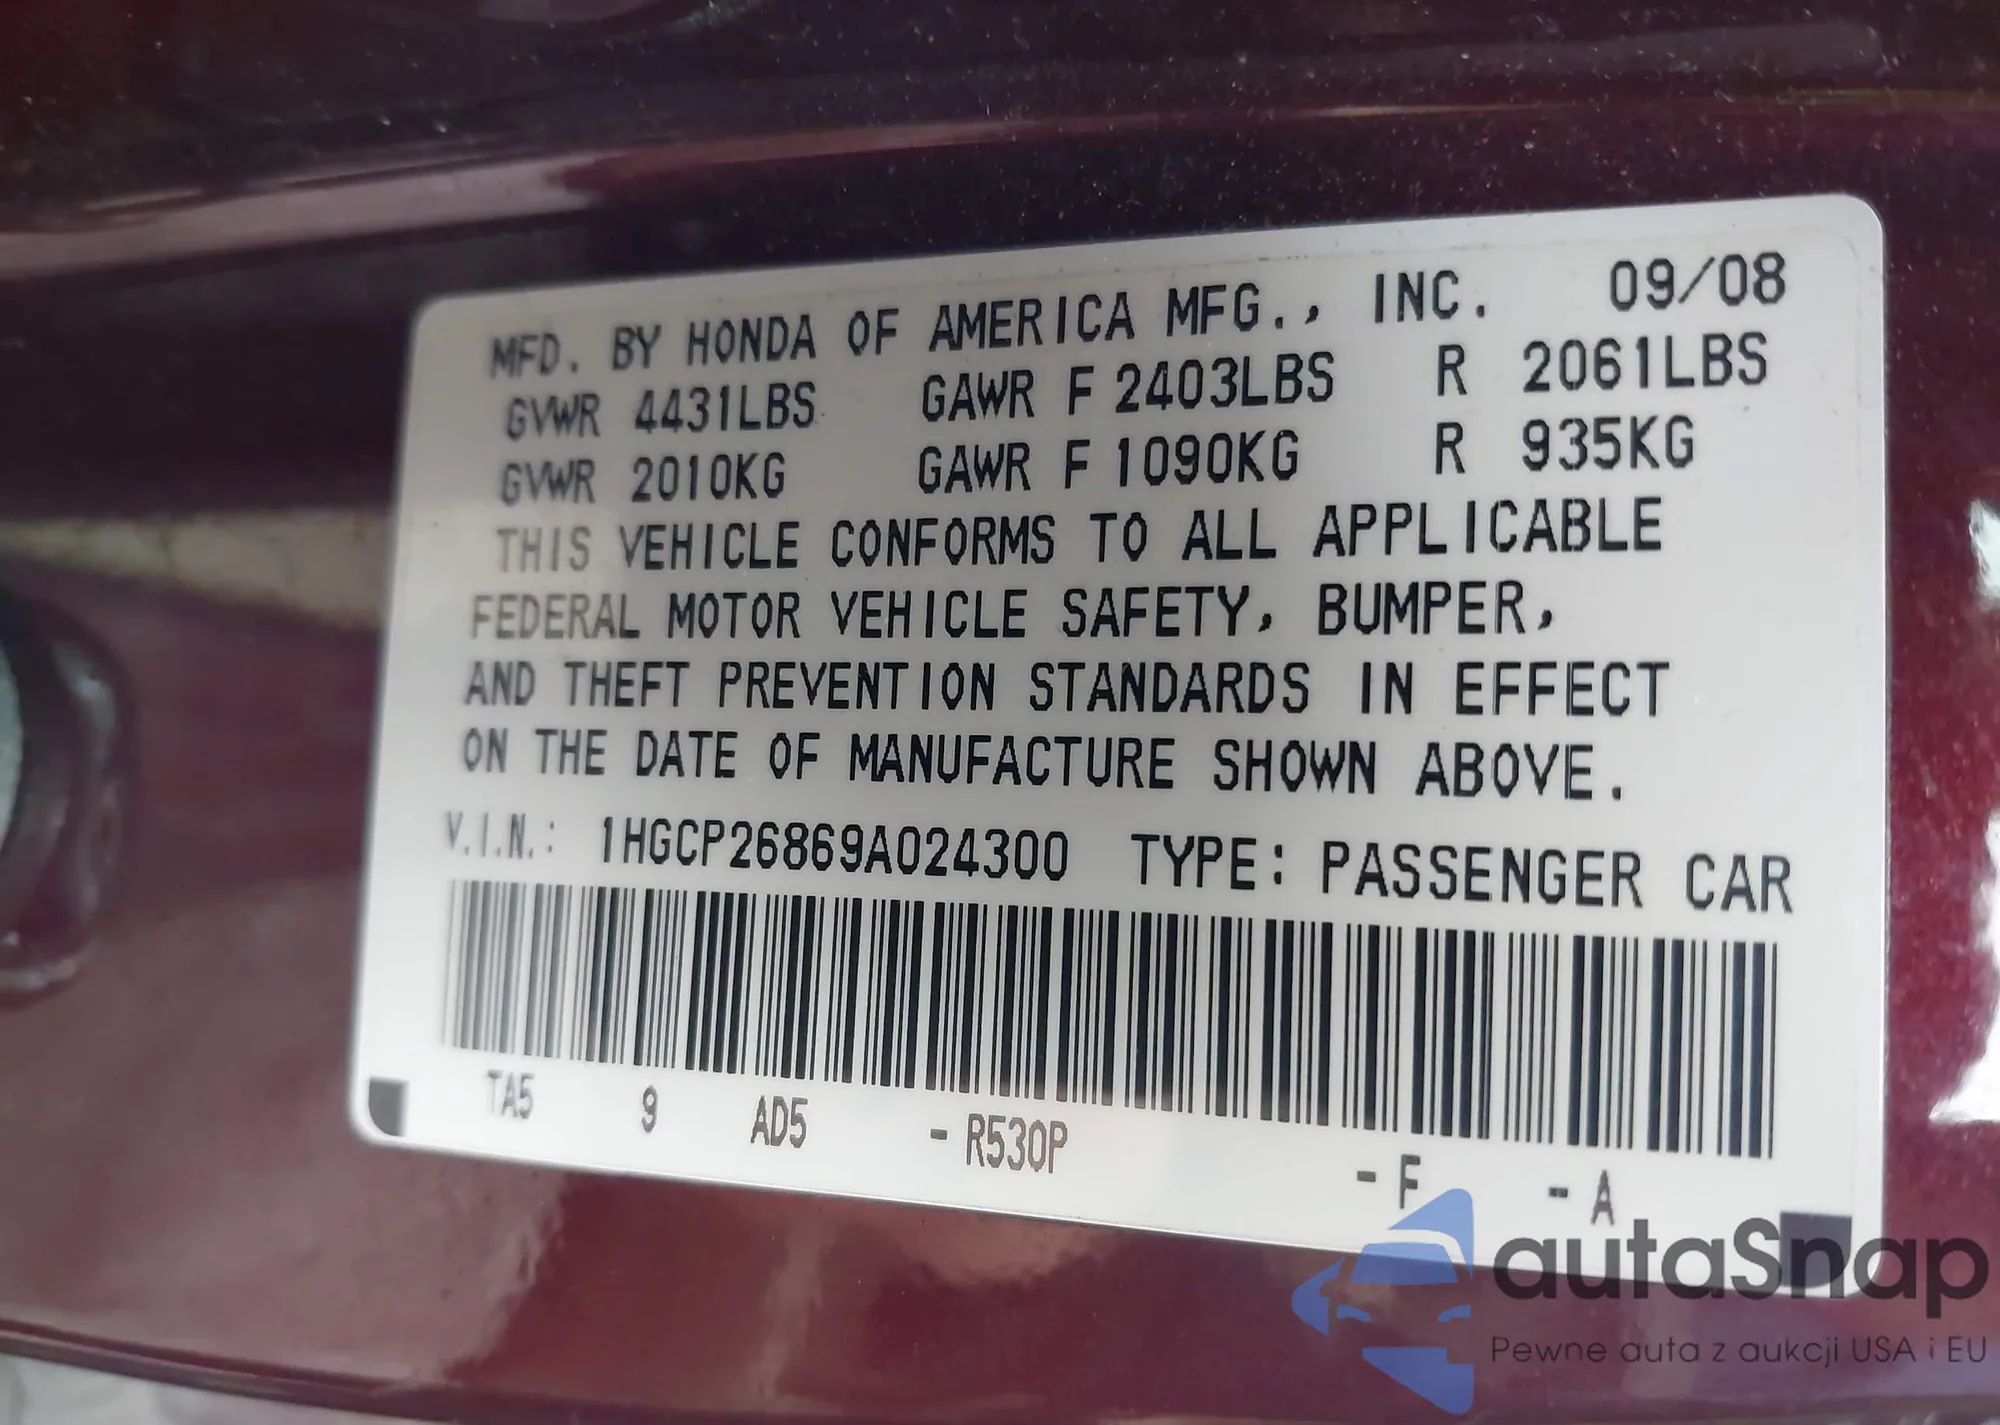 MFD. BY HONDA OF AMERICA MFG., INC. 09/08
GVWR 4431LBS GAWR F 2403LBS R 2061LBS
GVWR 2010KG GAWR F 1090KG R 935KG
THIS VEHICLE CONFORMS TO ALL APPLICABLE
FEDERAL MOTOR VEHICLE SAFETY, BUMPER,
AND THEFT PREVENTION STANDARDS IN EFFECT
ON THE DATE OF MANUFACTURE SHOWN ABOVE.
V.I.N.: 1HGCP26869A024300 TYPE: PASSENGER CAR
TA5 9 AD5 - R530P - F - A
autaSnap
Pewne auta z aukcji USA i EU